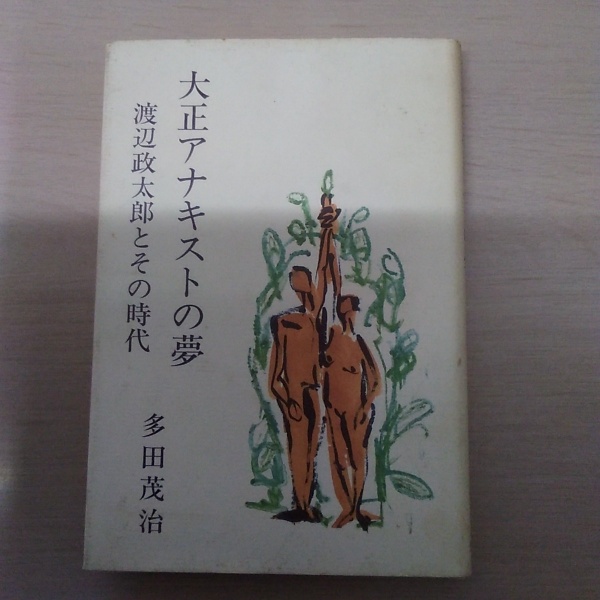 大正アナキストの夢
渡辺政太郎とその時代
多田茂治